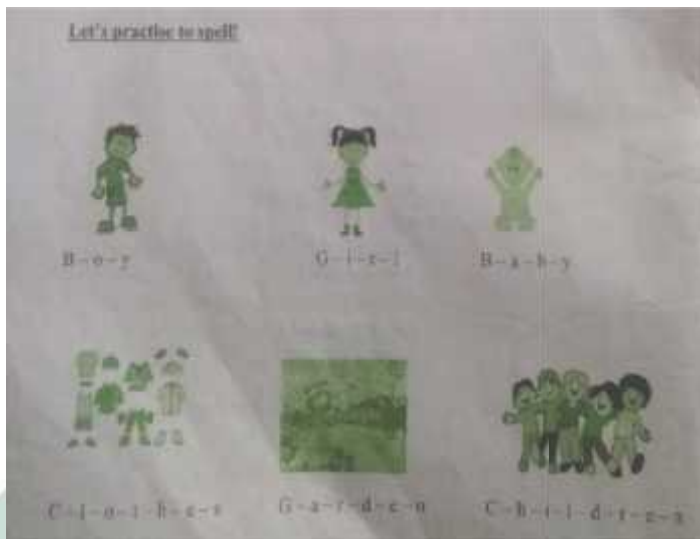 Let's practise to spell!
B - o - y
G - i - r - l
B - a - b - y
C - l - o - t - h - e - s
G - a - r - d - e - n
C - h - i - l - d - r - e - n